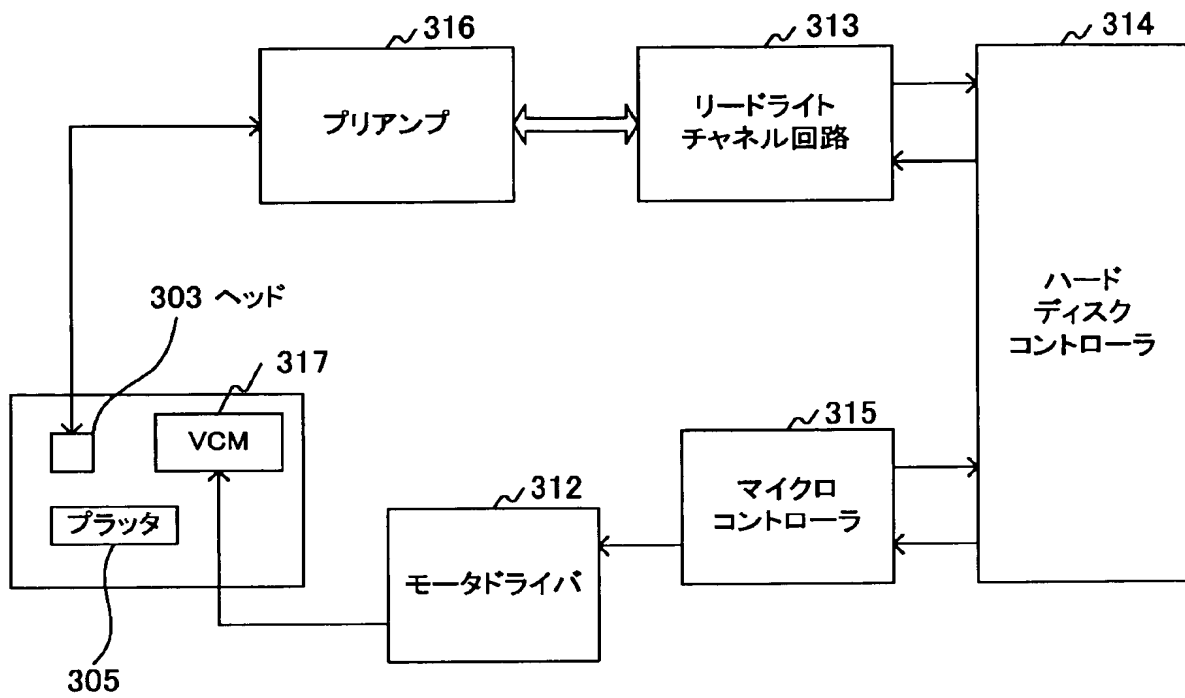 316
プリアンプ
313
リードライト
チャネル回路
314
ハード
ディスク
コントローラ
303 ヘッド
317
VCM
プラッタ
305
312
モータドライバ
315
マイクロ
コントローラ